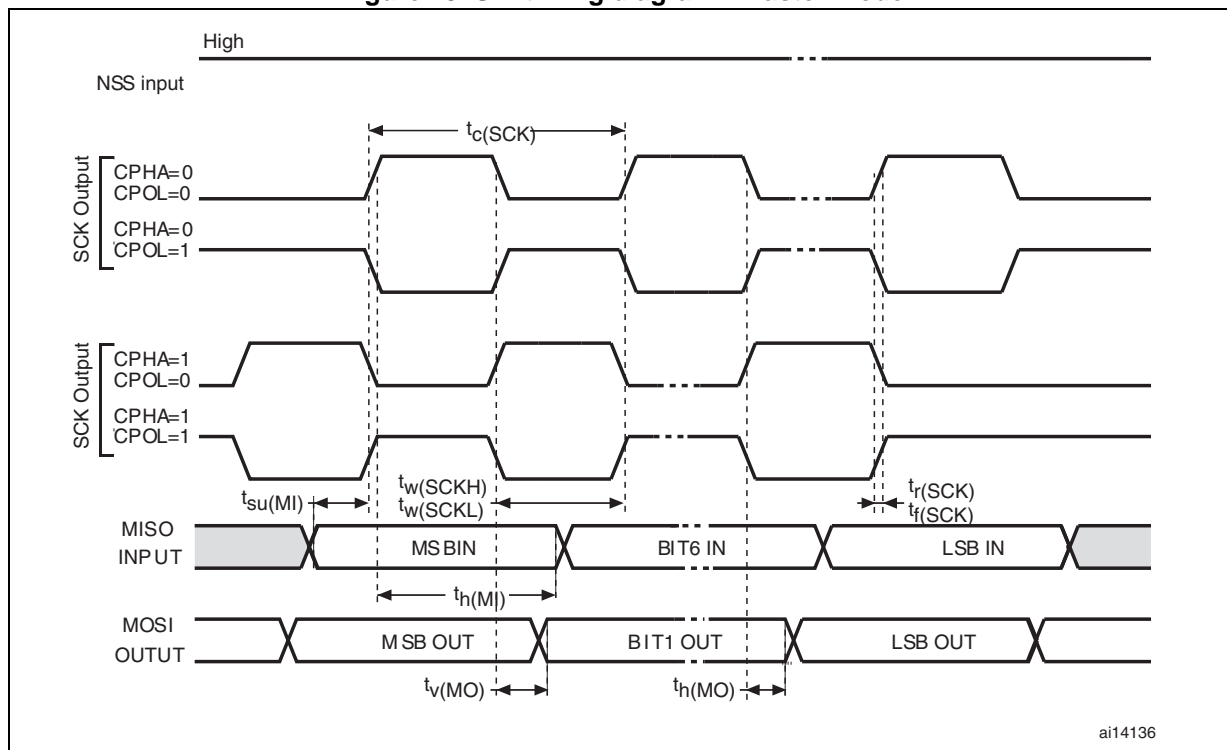 High
NSS input
tc(SCK)
SCK Output
CPHA=0
CPOL=0
CPHA=0
CPOL=1
SCK Output
CPHA=1
CPOL=0
CPHA=1
CPOL=1
tsu(MI)
tw(SCKH)
tw(SCKL)
tr(SCK)
tf(SCK)
MISO
INPUT
MSBIN
BIT6 IN
LSB IN
th(MI)
MOSI
OUTUT
MSB OUT
BIT1 OUT
LSB OUT
tv(MO)
th(MO)
ai14136